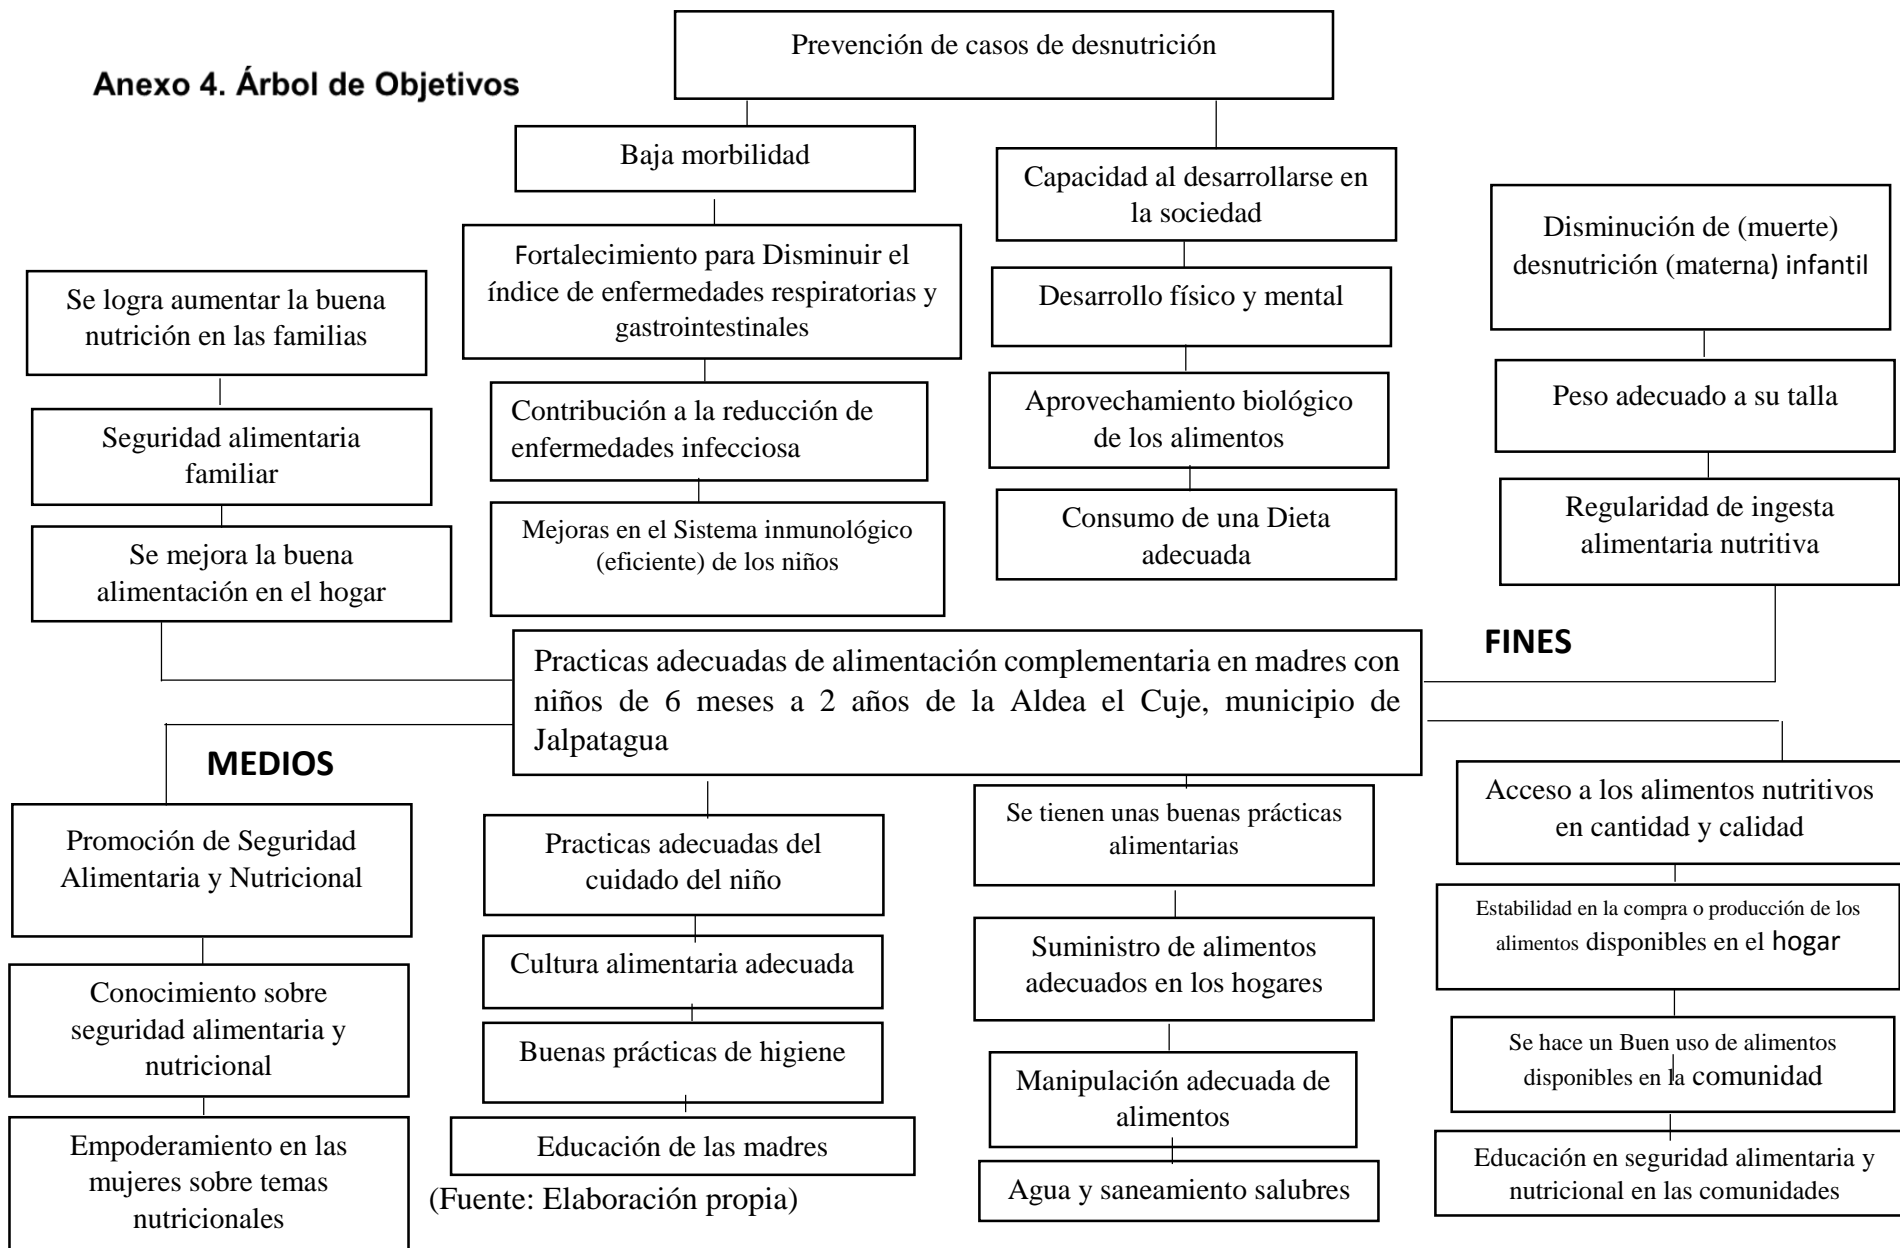 Anexo 4. Árbol de Objetivos
Prevención de casos de desnutrición
Baja morbilidad
Capacidad al desarrollarse en
la sociedad
Disminución de (muerte)
desnutrición (materna) infantil
Se logra aumentar la buena
nutrición en las familias
Fortalecimiento para Disminuir el
índice de enfermedades respiratorias y
gastrointestinales
Desarrollo físico y mental
Peso adecuado a su talla
Seguridad alimentaria
familiar
Contribución a la reducción de
enfermedades infecciosa
Aprovechamiento biológico
de los alimentos
Regularidad de ingesta
alimentaria nutritiva
Se mejora la buena
alimentación en el hogar
Mejoras en el Sistema inmunológico
(eficiente) de los niños
Consumo de una Dieta
adecuada
FINES
Practicas adecuadas de alimentación complementaria en madres con
niños de 6 meses a 2 años de la Aldea el Cuje, municipio de
Jalpatagua
MEDIOS
Promoción de Seguridad
Alimentaria y Nutricional
Practicas adecuadas del
cuidado del niño
Se tienen unas buenas prácticas
alimentarias
Acceso a los alimentos nutritivos
en cantidad y calidad
Conocimiento sobre
seguridad alimentaria y
nutricional
Cultura alimentaria adecuada
Suministro de alimentos
adecuados en los hogares
Estabilidad en la compra o producción de los
alimentos disponibles en el hogar
Buenas prácticas de higiene
Manipulación adecuada de
alimentos
Se hace un Buen uso de alimentos
disponibles en la comunidad
Empoderamiento en las
mujeres sobre temas
nutricionales
Educación de las madres
Agua y saneamiento salubres
Educación en seguridad alimentaria y
nutricional en las comunidades
(Fuente: Elaboración propia)